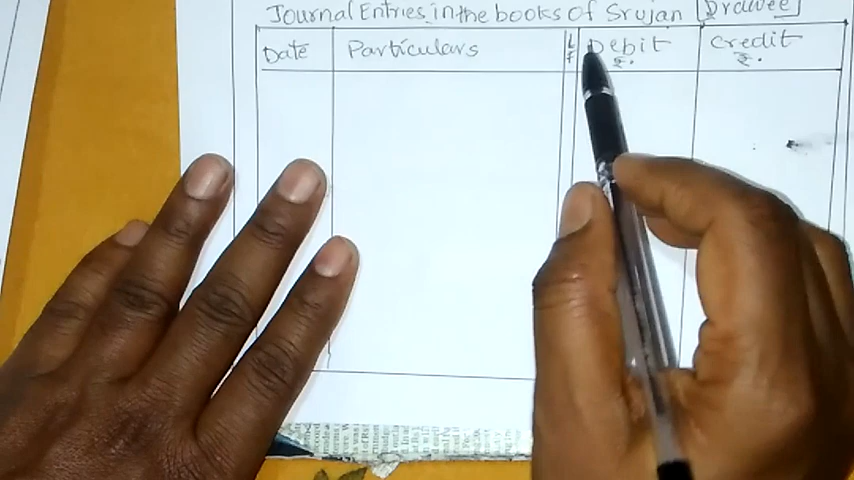 Journal Entries in the books of Srujan [Drawee]
Date Particulars L F Debit ₹. Credit ₹.